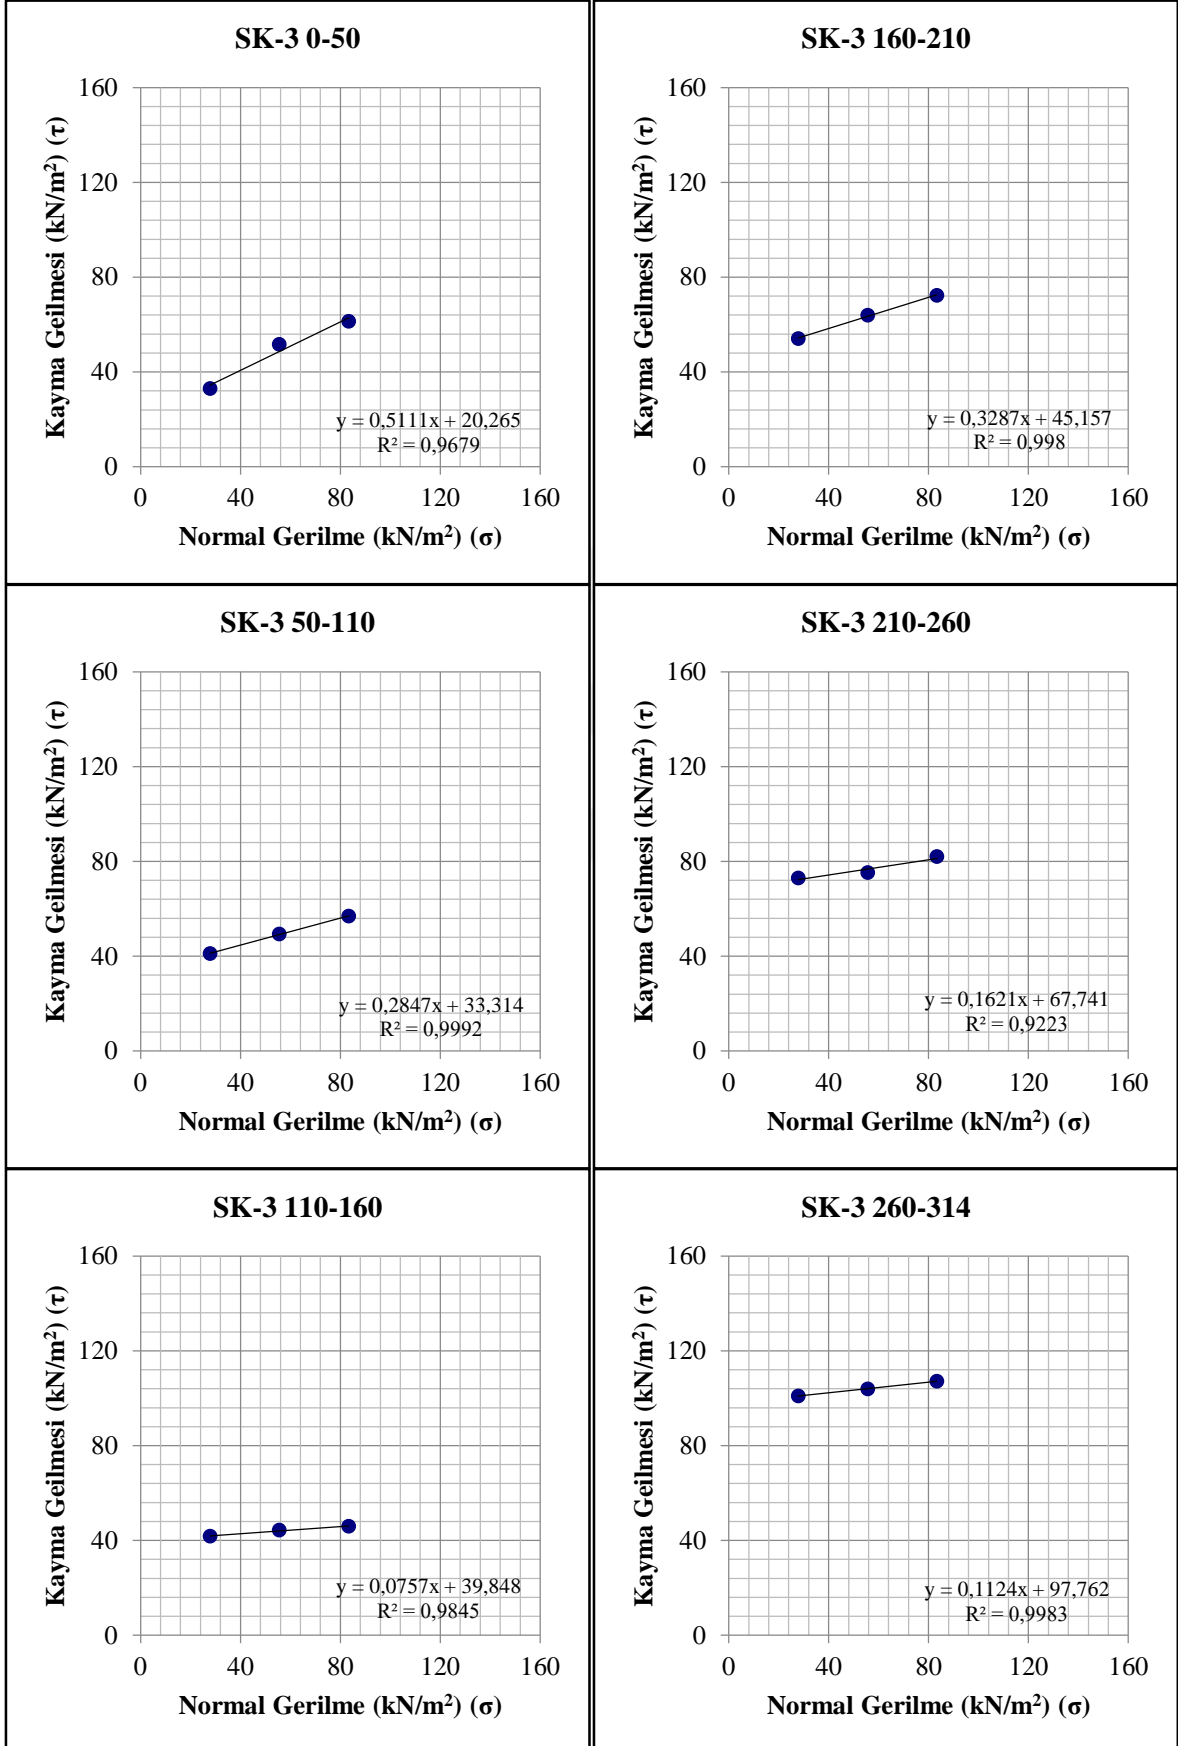 SK-3 0-50
Kayma Geilmesi (kN/m²) (τ)
160
120
80
40
0
0 40 80 120 160
y = 0,5111x + 20,265
R² = 0,9679
Normal Gerilme (kN/m²) (σ)
SK-3 160-210
Kayma Geilmesi (kN/m²) (τ)
160
120
80
40
0
0 40 80 120 160
y = 0,3287x + 45,157
R² = 0,998
Normal Gerilme (kN/m²) (σ)
SK-3 50-110
Kayma Geilmesi (kN/m²) (τ)
160
120
80
40
0
0 40 80 120 160
y = 0,2847x + 33,314
R² = 0,9992
Normal Gerilme (kN/m²) (σ)
SK-3 210-260
Kayma Geilmesi (kN/m²) (τ)
160
120
80
40
0
0 40 80 120 160
y = 0,1621x + 67,741
R² = 0,9223
Normal Gerilme (kN/m²) (σ)
SK-3 110-160
Kayma Geilmesi (kN/m²) (τ)
160
120
80
40
0
0 40 80 120 160
y = 0,0757x + 39,848
R² = 0,9845
Normal Gerilme (kN/m²) (σ)
SK-3 260-314
Kayma Geilmesi (kN/m²) (τ)
160
120
80
40
0
0 40 80 120 160
y = 0,1124x + 97,762
R² = 0,9983
Normal Gerilme (kN/m²) (σ)